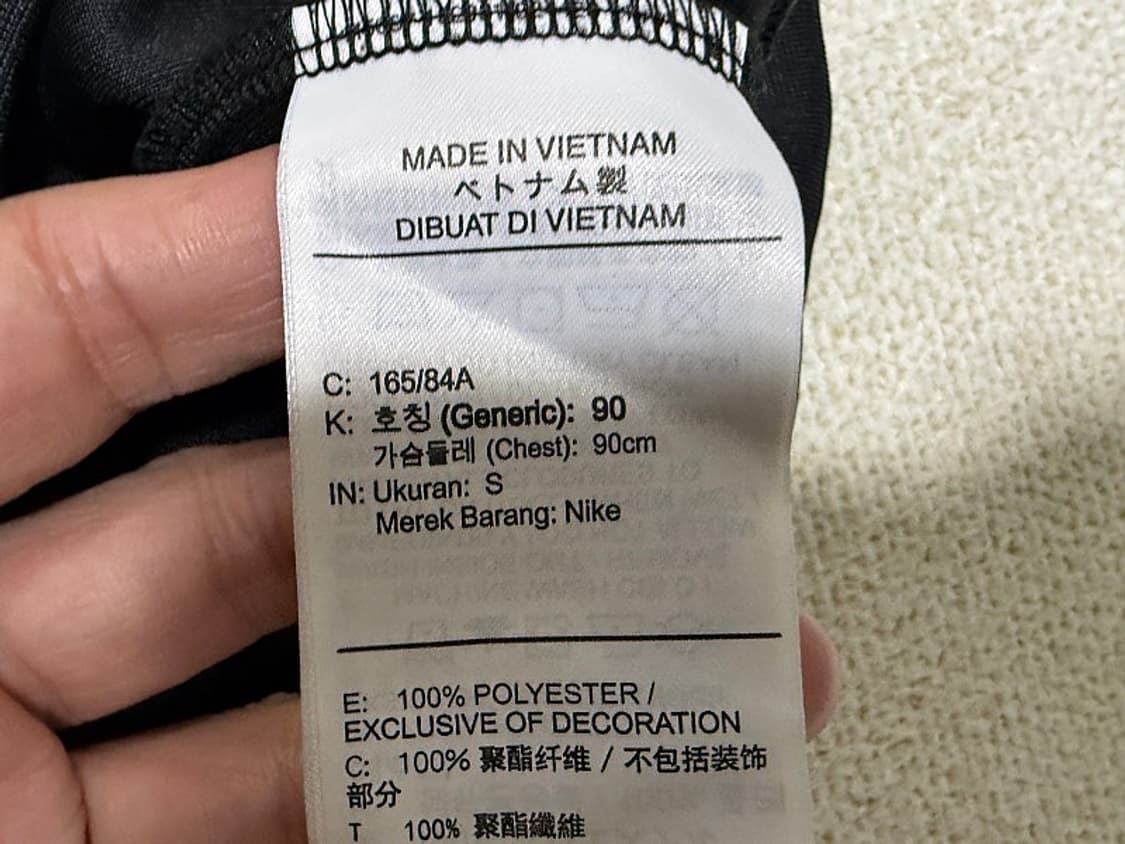 MADE IN VIETNAM
ベトナム製
DIBUAT DI VIETNAM
C: 165/84A
K: 호칭 (Generic): 90
가슴둘레 (Chest): 90cm
IN: Ukuran: S
Merek Barang: Nike
E: 100% POLYESTER /
EXCLUSIVE OF DECORATION
C: 100% 聚酯纤维 / 不包括装饰
部分
T 100% 聚酯纖維